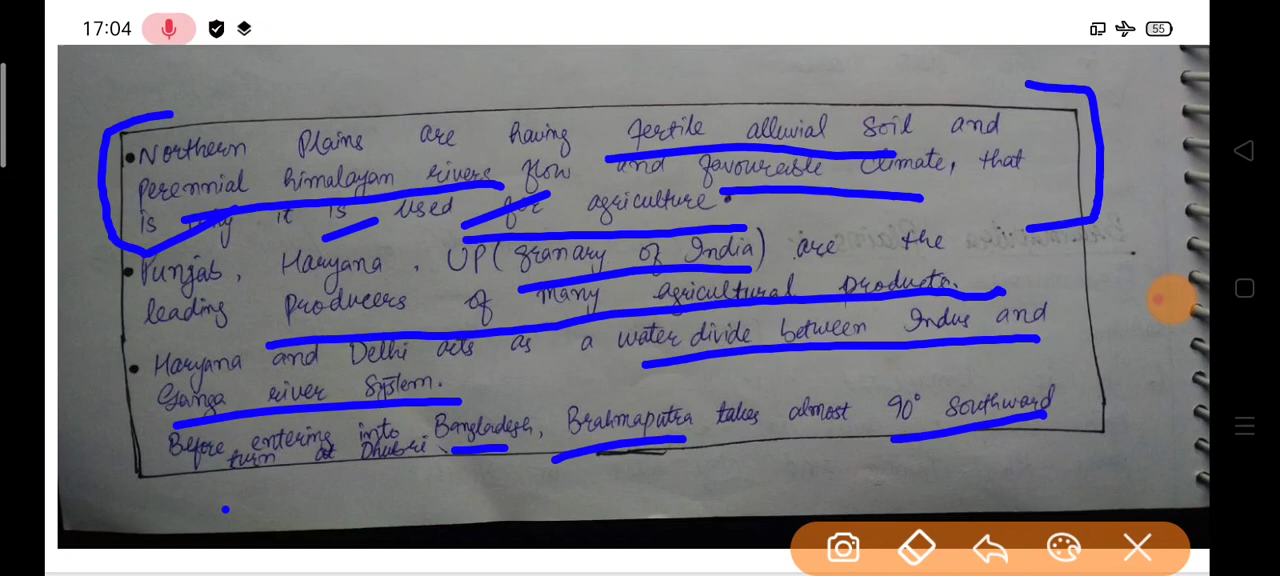 17:04
55
• Northern Plains are having fertile alluvial soil and
perennial himalayan rivers flow and favoureable climate, that
is why it is used for agriculture.
• Punjab, Haryana, UP (granary of India) are the
leading producers of many agricultural products.
• Haryana and Delhi acts as a water divide between Indus and
Ganga river System.
Before entering into Bangladesh, Brahmaputra takes almost 90° Southward
turn at Dhubri.